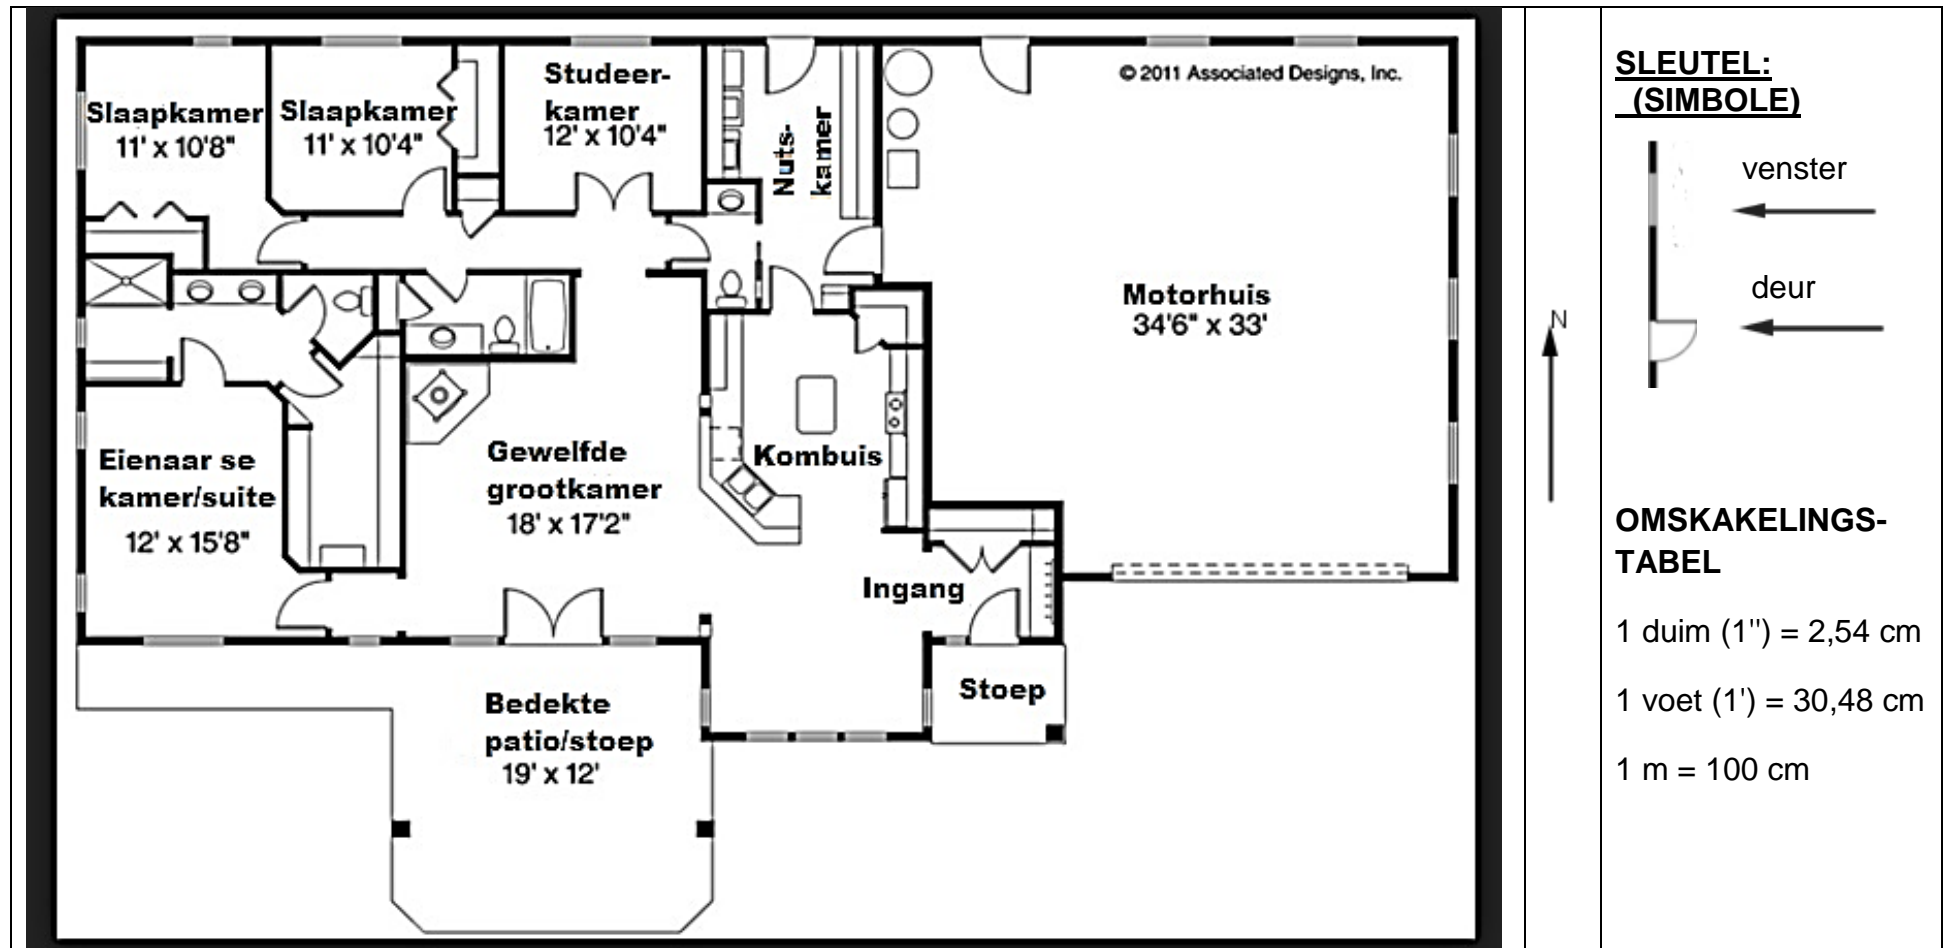 Slaapkamer
11' x 10'8"
Slaapkamer
11' x 10'4"
Studeer-
kamer
12' x 10'4"
Nuts-
kamer
© 2011 Associated Designs, Inc.
Motorhuis
34'6" x 33'
Eienaar se
kamer/suite
12' x 15'8"
Gewelfde
grootkamer
18' x 17'2"
Kombuis
Ingang
Stoep
Bedekte
patio/stoep
19' x 12'
N
SLEUTEL:
(SIMBOLE)
venster
deur
OMSKAKELINGS-
TABEL
1 duim (1'') = 2,54 cm
1 voet (1') = 30,48 cm
1 m = 100 cm